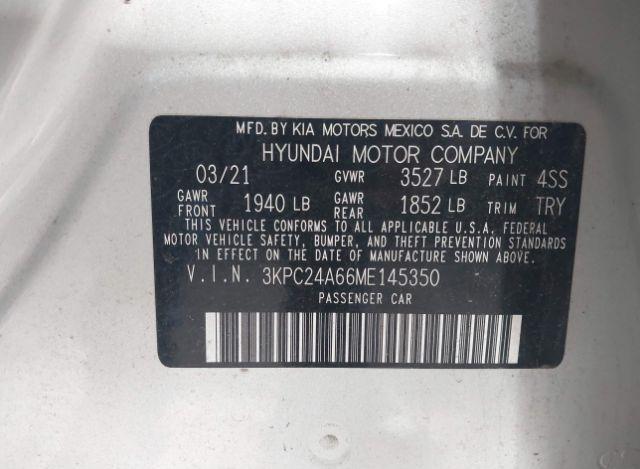 MFD. BY KIA MOTORS MEXICO S.A. DE C.V. FOR
HYUNDAI MOTOR COMPANY
03/21 GVWR 3527 LB PAINT 4SS
GAWR FRONT 1940 LB GAWR REAR 1852 LB TRIM TRY
THIS VEHICLE CONFORMS TO ALL APPLICABLE U.S.A. FEDERAL
MOTOR VEHICLE SAFETY, BUMPER, AND THEFT PREVENTION STANDARDS
IN EFFECT ON THE DATE OF MANUFACTURE SHOWN ABOVE.
V.I.N. 3KPC24A66ME145350
PASSENGER CAR